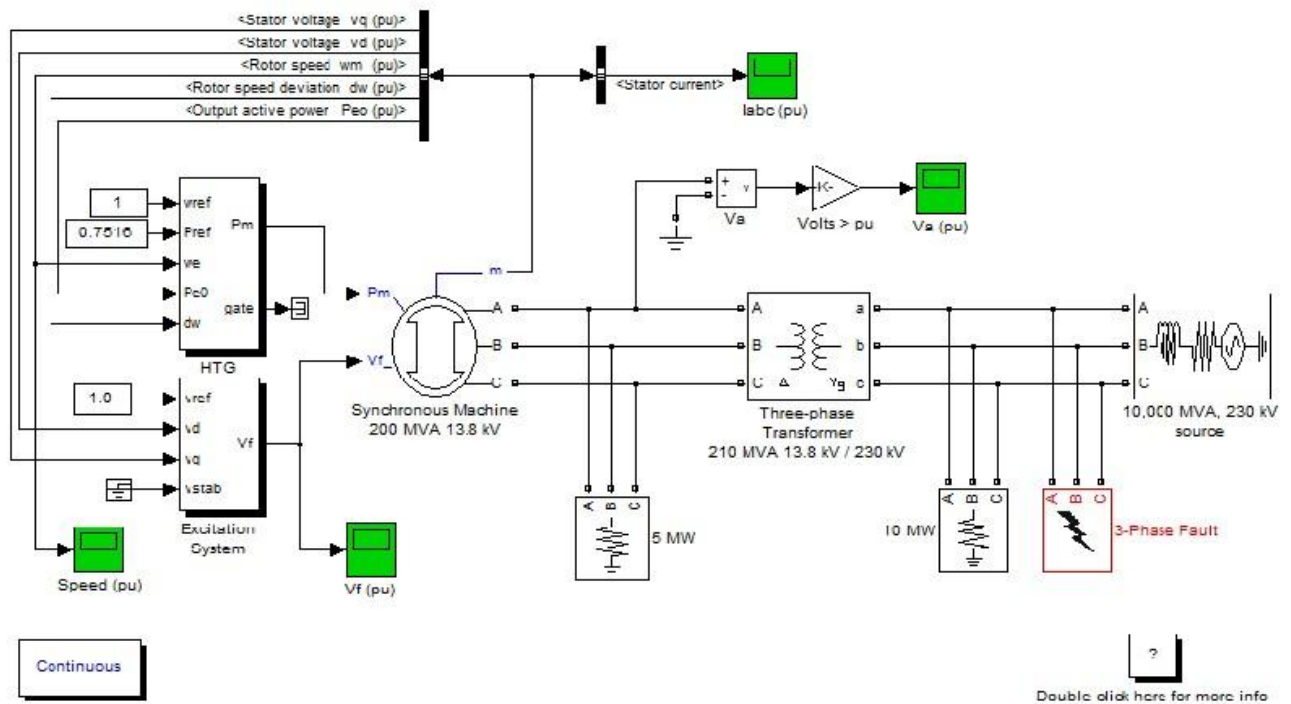 <Stator voltage vq (pu)>
<Stator voltage vd (pu)>
<Rotor speed wm (pu)>
<Rotor speed deviation dw (pu)>
<Output active power Peo (pu)>
<Stator current>
Iabc (pu)
+
-
v
Va
K-
Volts > pu
Va (pu)
1
0.7516
wref
Pref
we
Pe0
dw
Pm
gate
HTG
1.0
vref
vd
vq
vstab
Vf
Excitation
System
Speed (pu)
Vf (pu)
m
Pm
Vf_
A
B
C
Synchronous Machine
200 MVA 13.8 kV
A
B
C
a
b
c
Δ
Yg
Three-phase
Transformer
210 MVA 13.8 kV / 230 kV
A
B
C
10,000 MVA, 230 kV
source
A B C
5 MW
A B C
10 MW
A B C
3-Phase Fault
Continuous
?
Double click here for more info